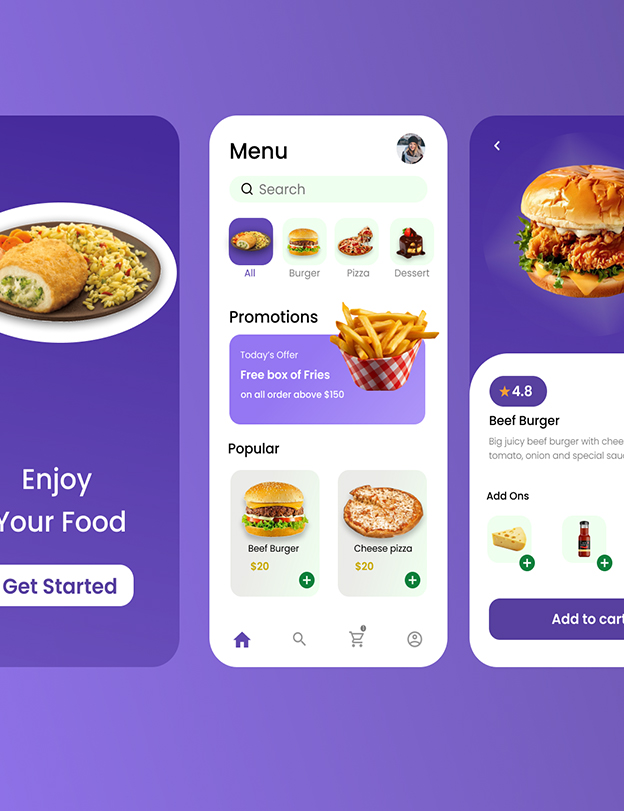 Enjoy
Your Food
Get Started
Menu
Search
All
Burger
Pizza
Dessert
Promotions
Today's Offer
Free box of Fries
on all order above $150
Popular
Beef Burger
$20
Cheese pizza
$20
4.8
Beef Burger
Big juicy beef burger with chee
tomato, onion and special sauc
Add Ons
Add to cart